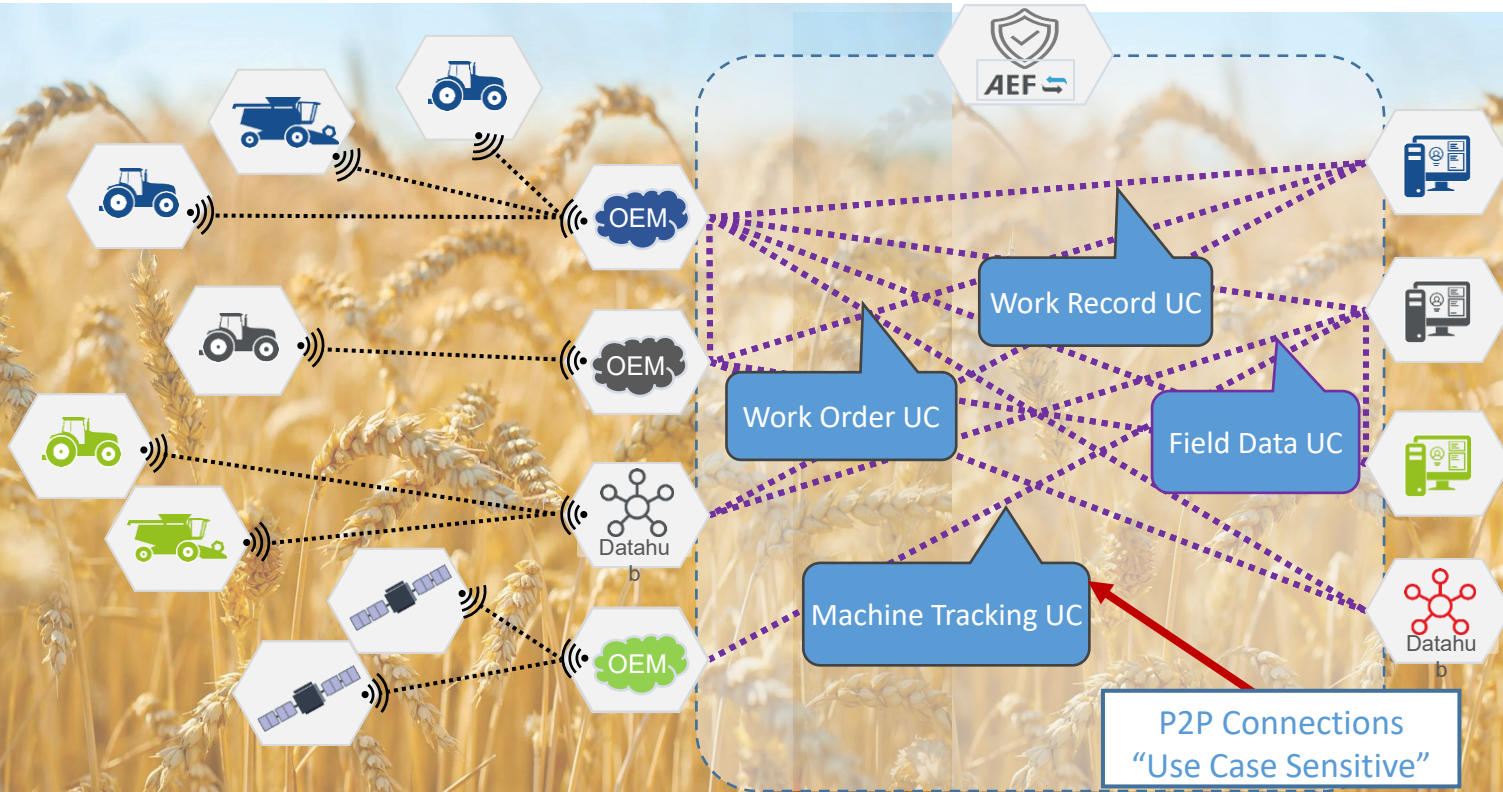 AEF
OEM
Work Record UC
OEM
Work Order UC
Field Data UC
Datahu
b
Machine Tracking UC
OEM
Datahu
b
P2P Connections
“Use Case Sensitive”